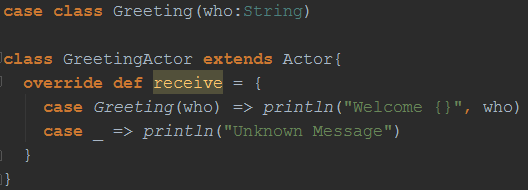 case class Greeting(who:String)
class GreetingActor extends Actor{
override def receive = {
case Greeting(who) => println("Welcome {}", who)
case _ => println("Unknown Message")
}
}